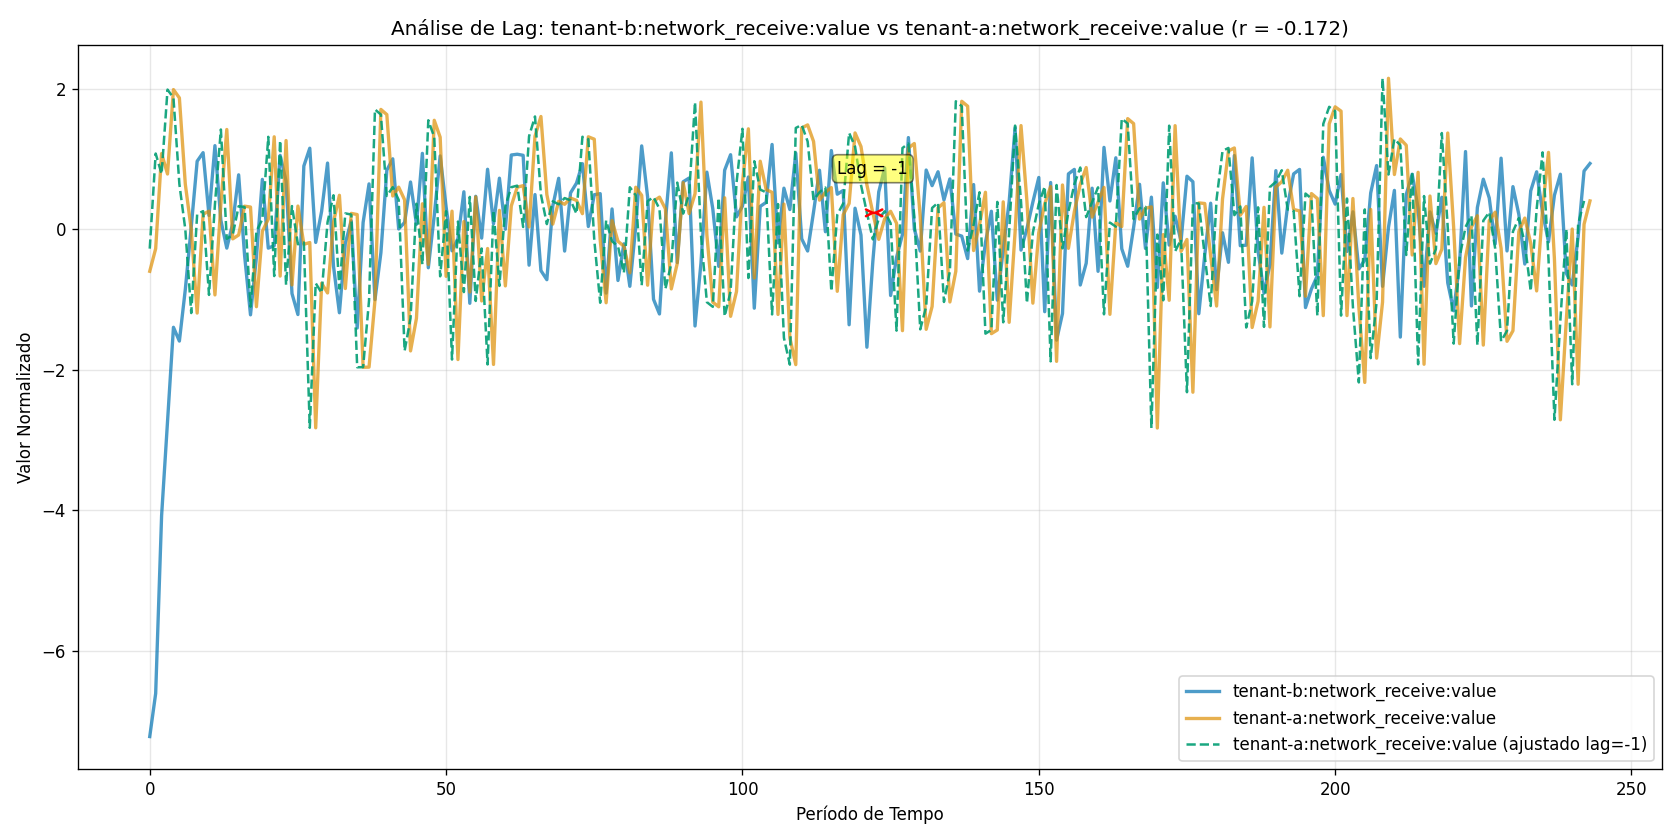 Análise de Lag: tenant-b:network_receive:value vs tenant-a:network_receive:value (r = -0.172)
Valor Normalizado
2
0
−2
−4
−6
Lag = -1
tenant-b:network_receive:value
tenant-a:network_receive:value
tenant-a:network_receive:value (ajustado lag=-1)
0
50
100
150
200
250
Período de Tempo